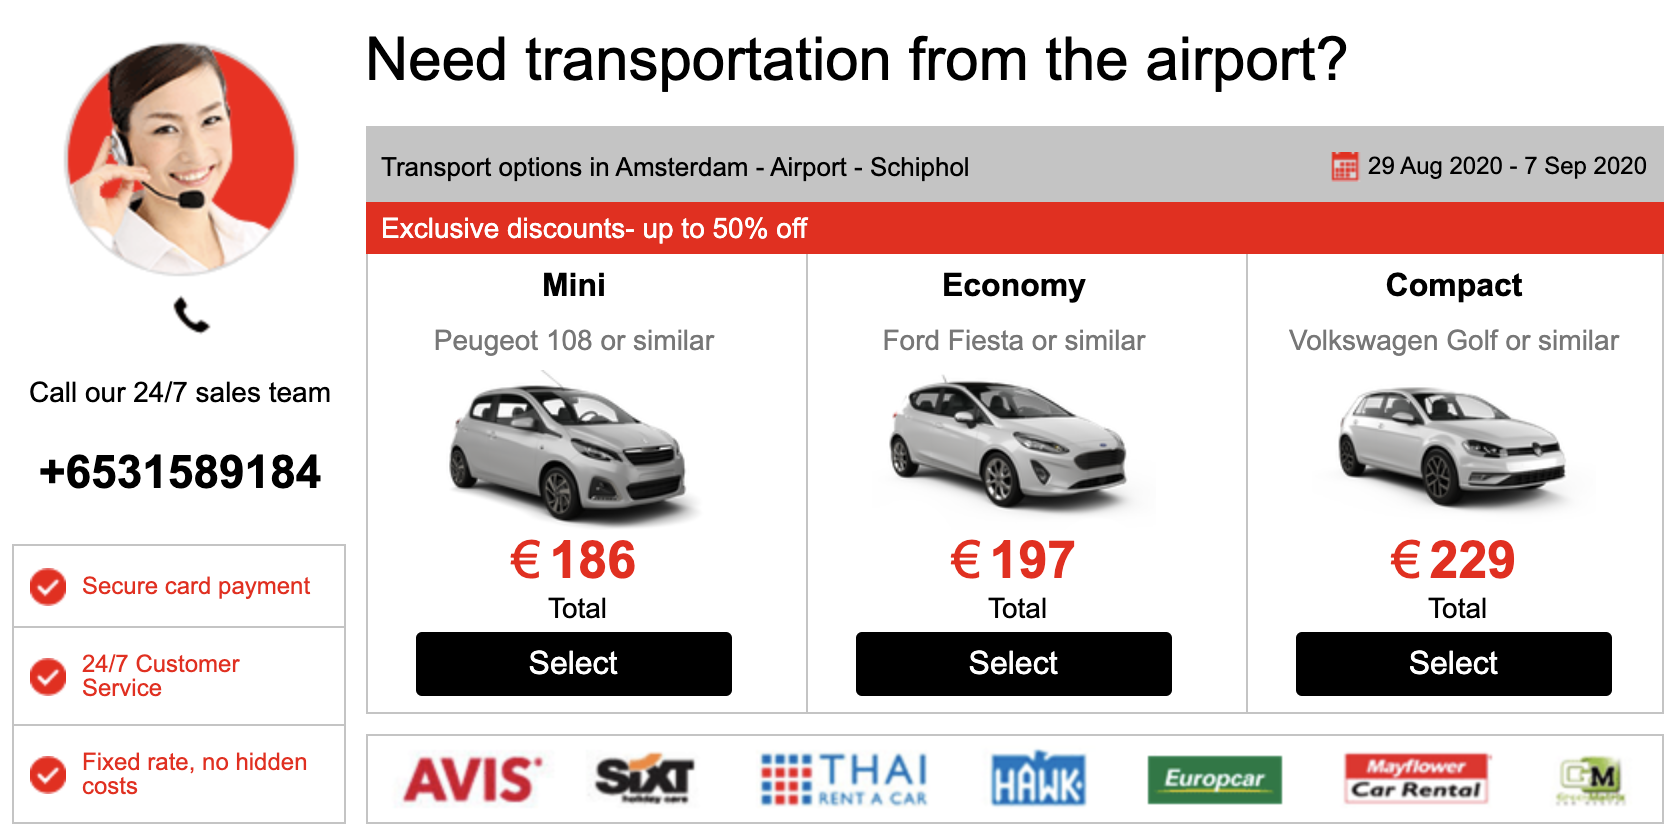 Need transportation from the airport?
Transport options in Amsterdam - Airport - Schiphol
29 Aug 2020 - 7 Sep 2020
Exclusive discounts- up to 50% off
Mini
Peugeot 108 or similar
€ 186
Total
Select
Economy
Ford Fiesta or similar
€ 197
Total
Select
Compact
Volkswagen Golf or similar
€ 229
Total
Select
Call our 24/7 sales team
+6531589184
Secure card payment
24/7 Customer
Service
Fixed rate, no hidden
costs
AVIS
SIXT
holiday cars
THAI
RENT A CAR
HAWK
Europcar
Mayflower
Car Rental
GM